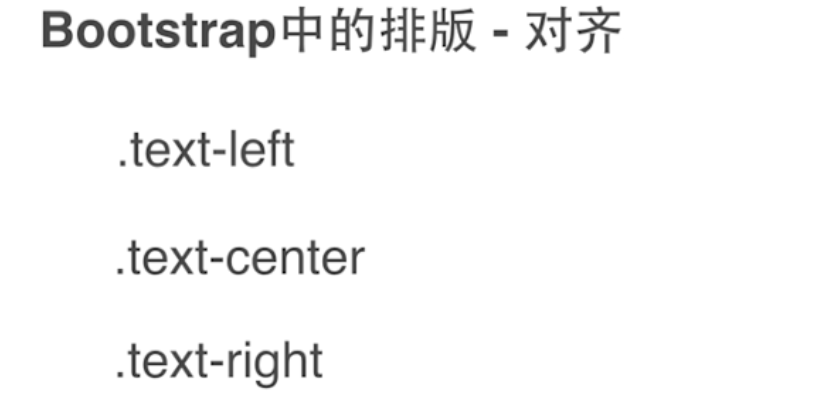 Bootstrap中的排版 - 对齐
.text-left
.text-center
.text-right